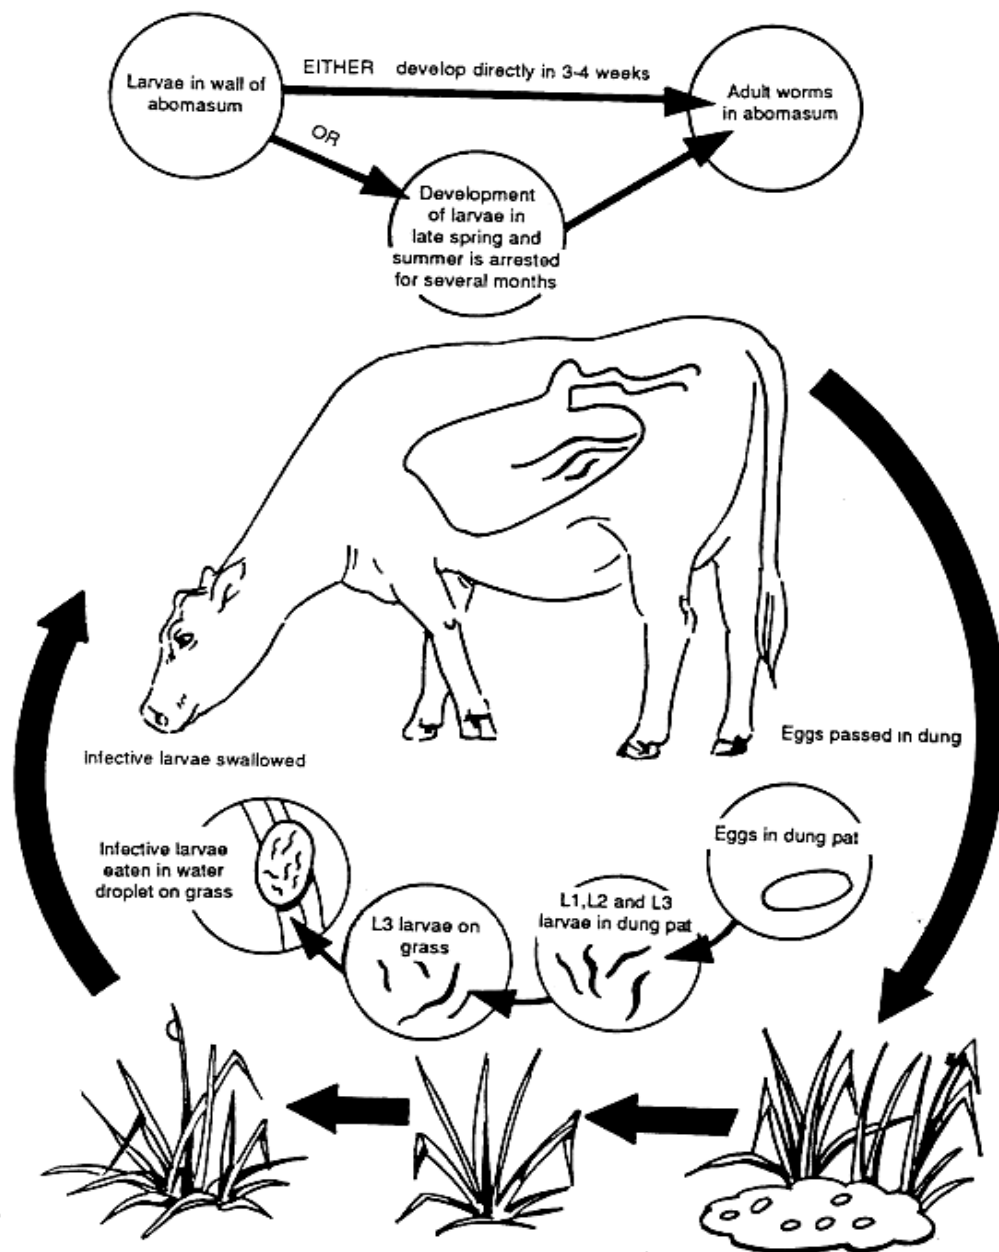 Larvae in wall of
abomasum
EITHER develop directly in 3-4 weeks
Adult worms
in abomasum
OR
Development
of larvae in
late spring and
summer is arrested
for several months
Infective larvae swallowed
Eggs passed in dung
Infective larvae
eaten in water
droplet on grass
L3 larvae on
grass
L1,L2 and L3
larvae in dung pat
Eggs in dung pat